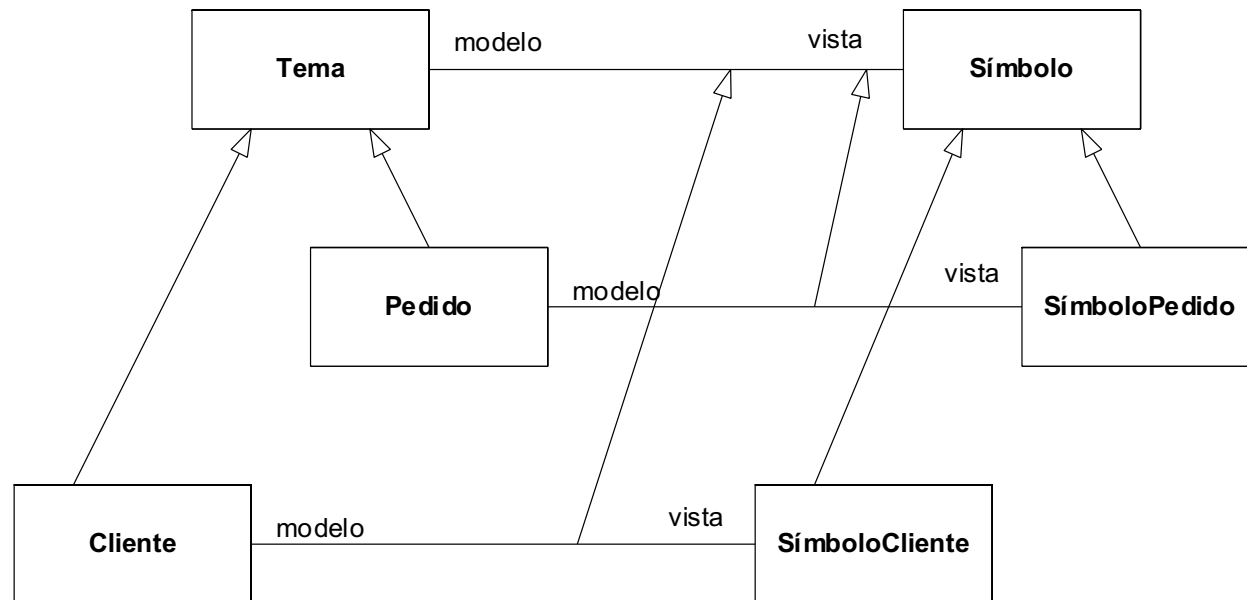 modelo
vista
Tema
Símbolo
modelo
vista
Pedido
SímboloPedido
modelo
vista
Cliente
SímboloCliente